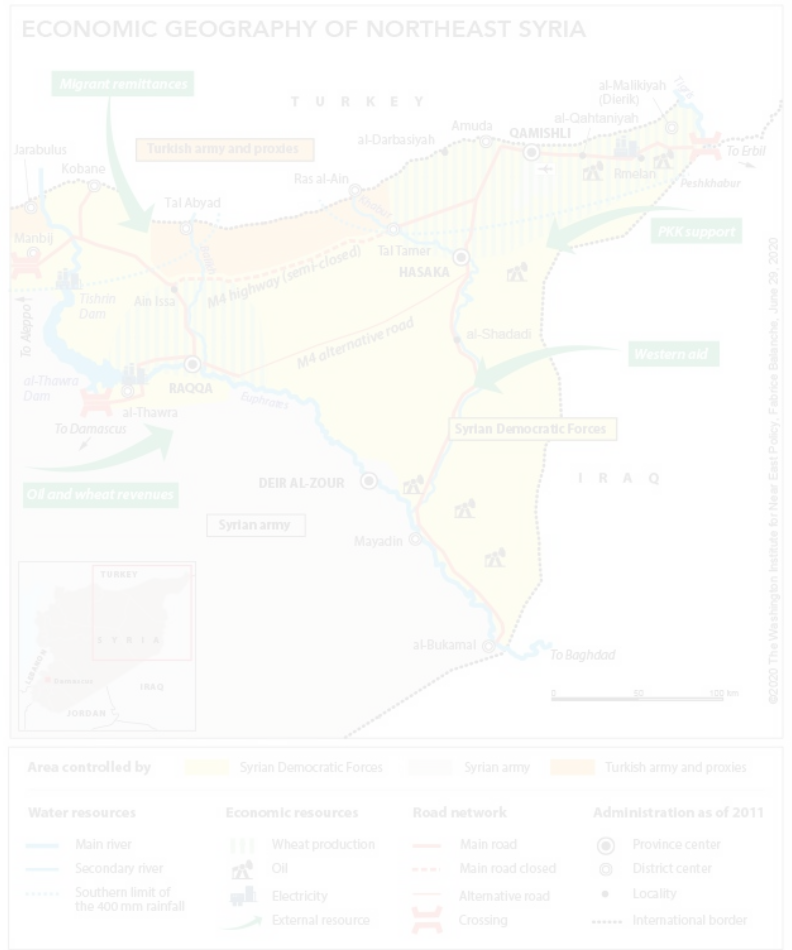 ECONOMIC GEOGRAPHY OF NORTHEAST SYRIA
Migrant remittances
TURKEY
al-Malikiyah
(Dierik)
Tigris
al-Qahtaniyah
Amuda
QAMISHLI
al-Darbasiyah
Turkish army and proxies
To Erbil
Jarabulus
Kobane
Ras al-Ain
Rmelan
Peshkhabur
Khabur
Tal Abyad
PKK support
Manbij
Tal Tamer
HASAKA
M4 highway (semi-closed)
Tishrin
Dam
Ain Issa
To Aleppo
M4 alternative road
al-Shadadi
Western aid
al-Thawra
Dam
RAQQA
Euphrates
al-Thawra
To Damascus
Syrian Democratic Forces
IRAQ
DEIR AL-ZOUR
Oil and wheat revenues
Syrian army
Mayadin
al-Bukamal
To Baghdad
0 50 100 km
TURKEY
SYRIA
LEBANON
Damascus
IRAQ
JORDAN
©2020 The Washington Institute for Near East Policy, Fabrice Balanche, June 29, 2020
Area controlled by
Syrian Democratic Forces
Syrian army
Turkish army and proxies
Water resources
Main river
Secondary river
Southern limit of
the 400 mm rainfall
Economic resources
Wheat production
Oil
Electricity
External resource
Road network
Main road
Main road closed
Alternative road
Crossing
Administration as of 2011
Province center
District center
Locality
International border